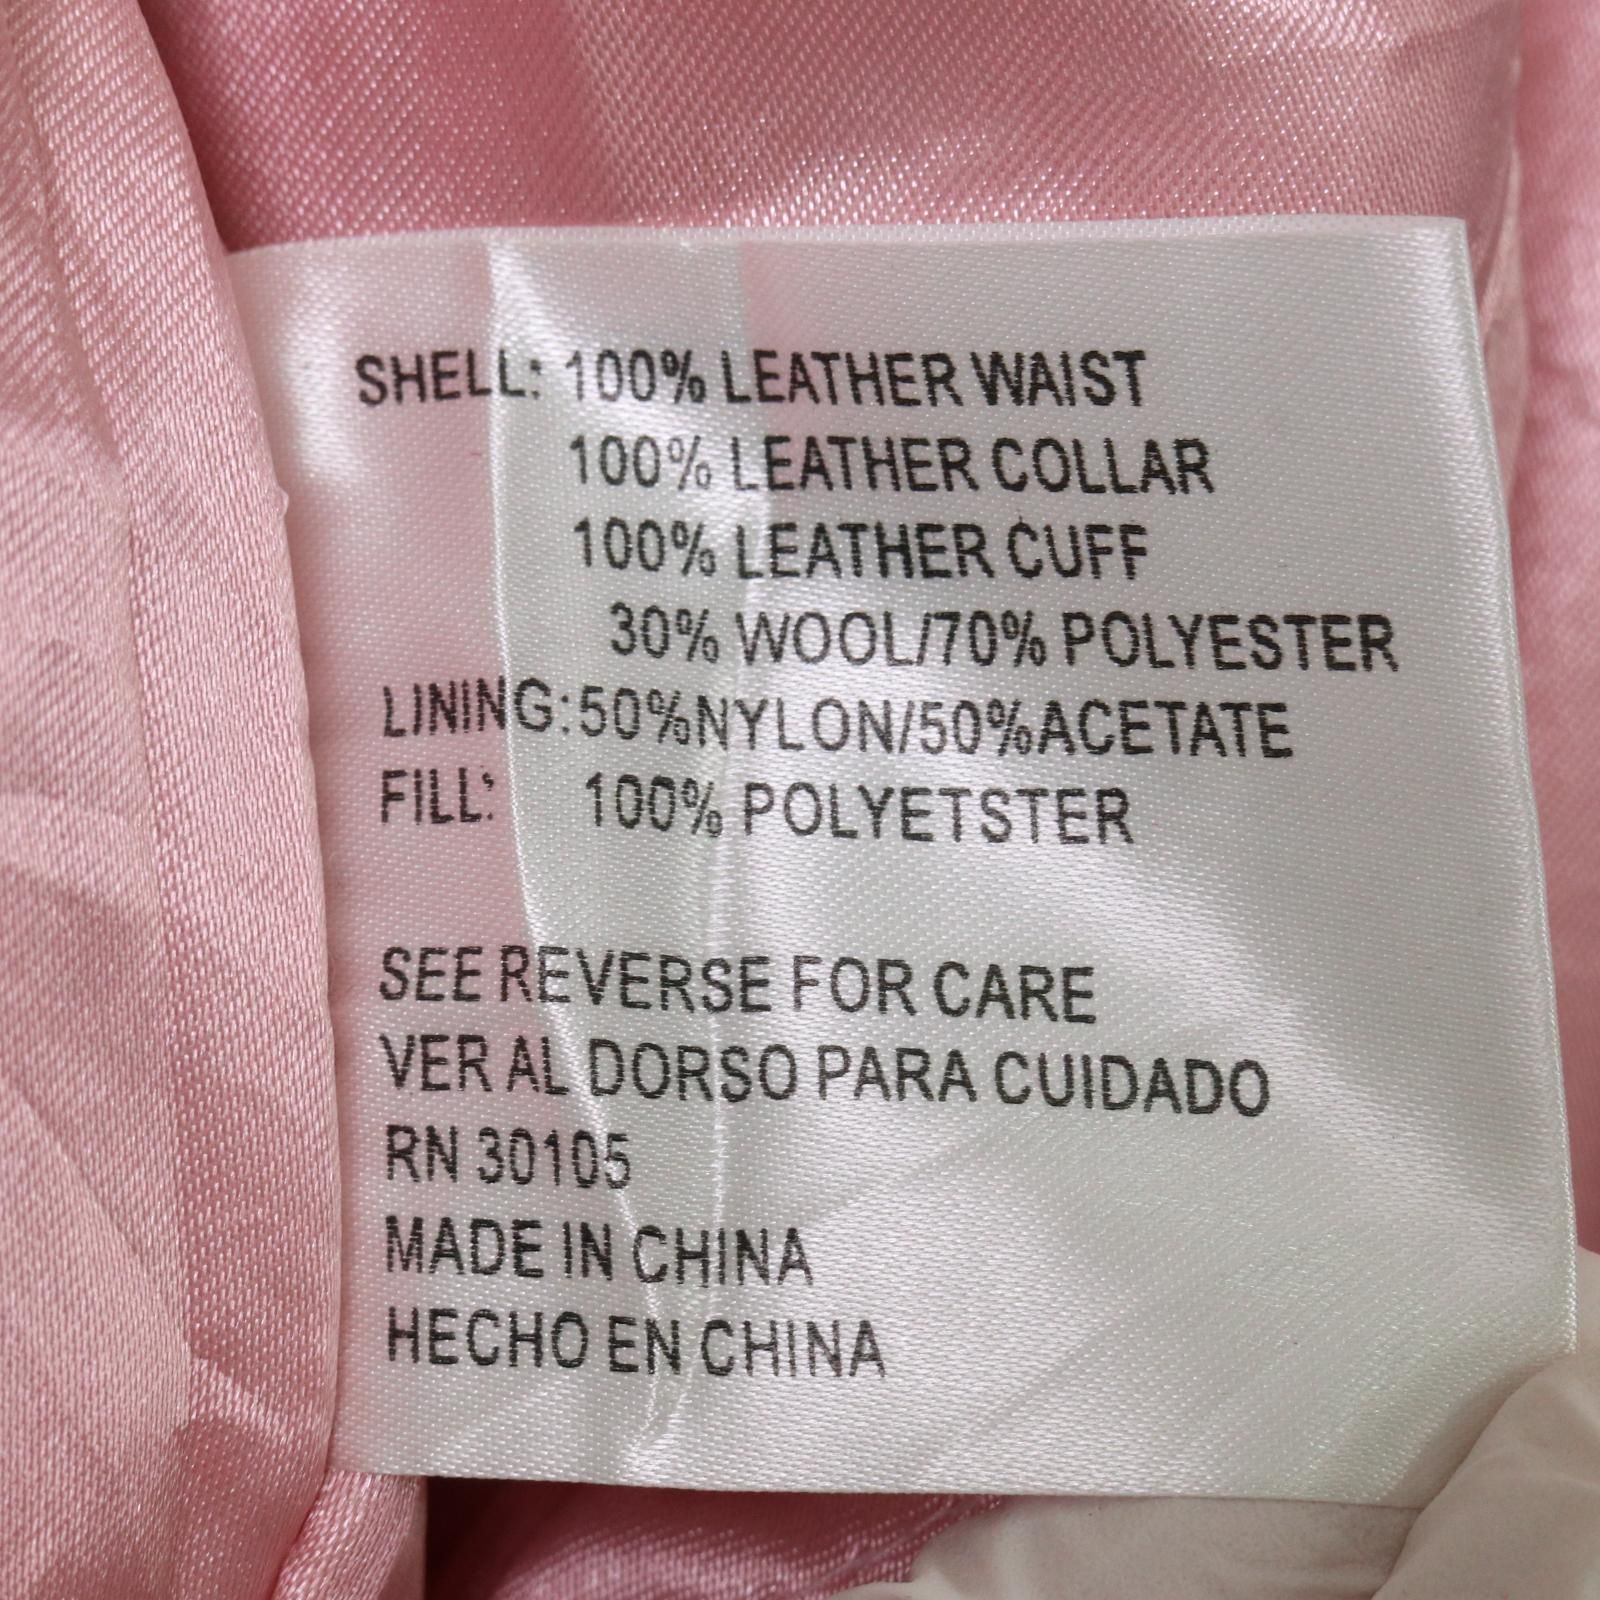 SHELL: 100% LEATHER WAIST
100% LEATHER COLLAR
100% LEATHER CUFF
30% WOOL/70% POLYESTER
LINING:50%NYLON/50%ACETATE
FILL: 100% POLYETSTER
SEE REVERSE FOR CARE
VER AL DORSO PARA CUIDADO
RN 30105
MADE IN CHINA
HECHO EN CHINA